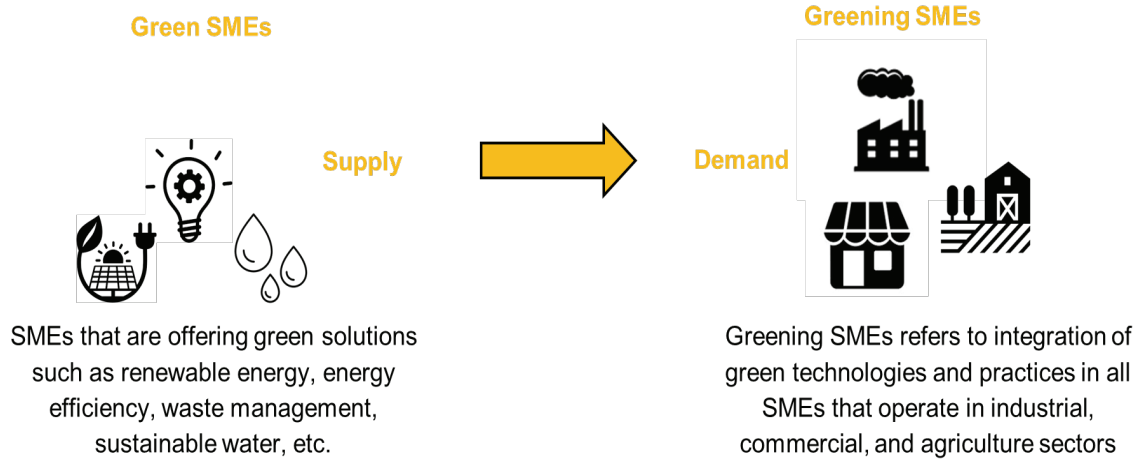 Green SMEs
Supply
SMEs that are offering green solutions
such as renewable energy, energy
efficiency, waste management,
sustainable water, etc.
Greening SMEs
Demand
Greening SMEs refers to integration of
green technologies and practices in all
SMEs that operate in industrial,
commercial, and agriculture sectors